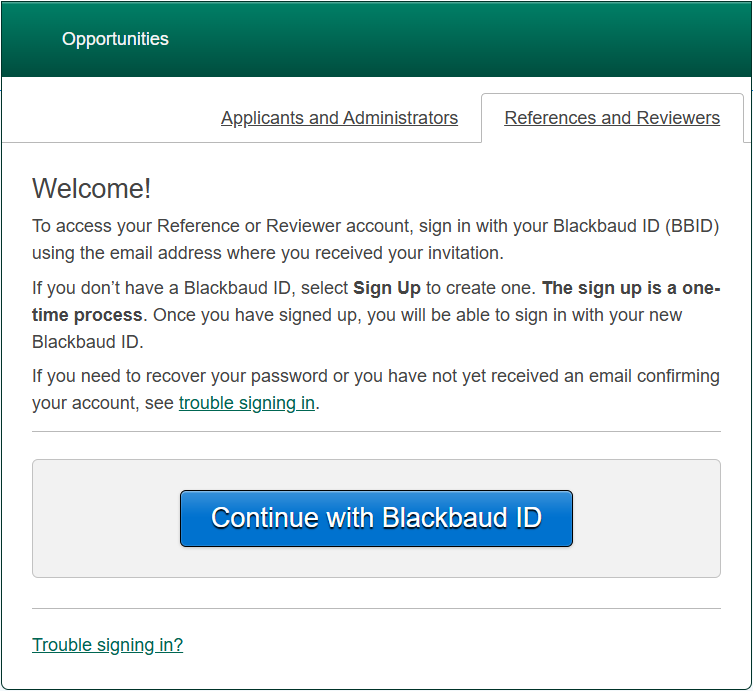 Opportunities
Applicants and Administrators
References and Reviewers
Welcome!
To access your Reference or Reviewer account, sign in with your Blackbaud ID (BBID)
using the email address where you received your invitation.
If you don’t have a Blackbaud ID, select Sign Up to create one. The sign up is a one-
time process. Once you have signed up, you will be able to sign in with your new
Blackbaud ID.
If you need to recover your password or you have not yet received an email confirming
your account, see trouble signing in.
Continue with Blackbaud ID
Trouble signing in?